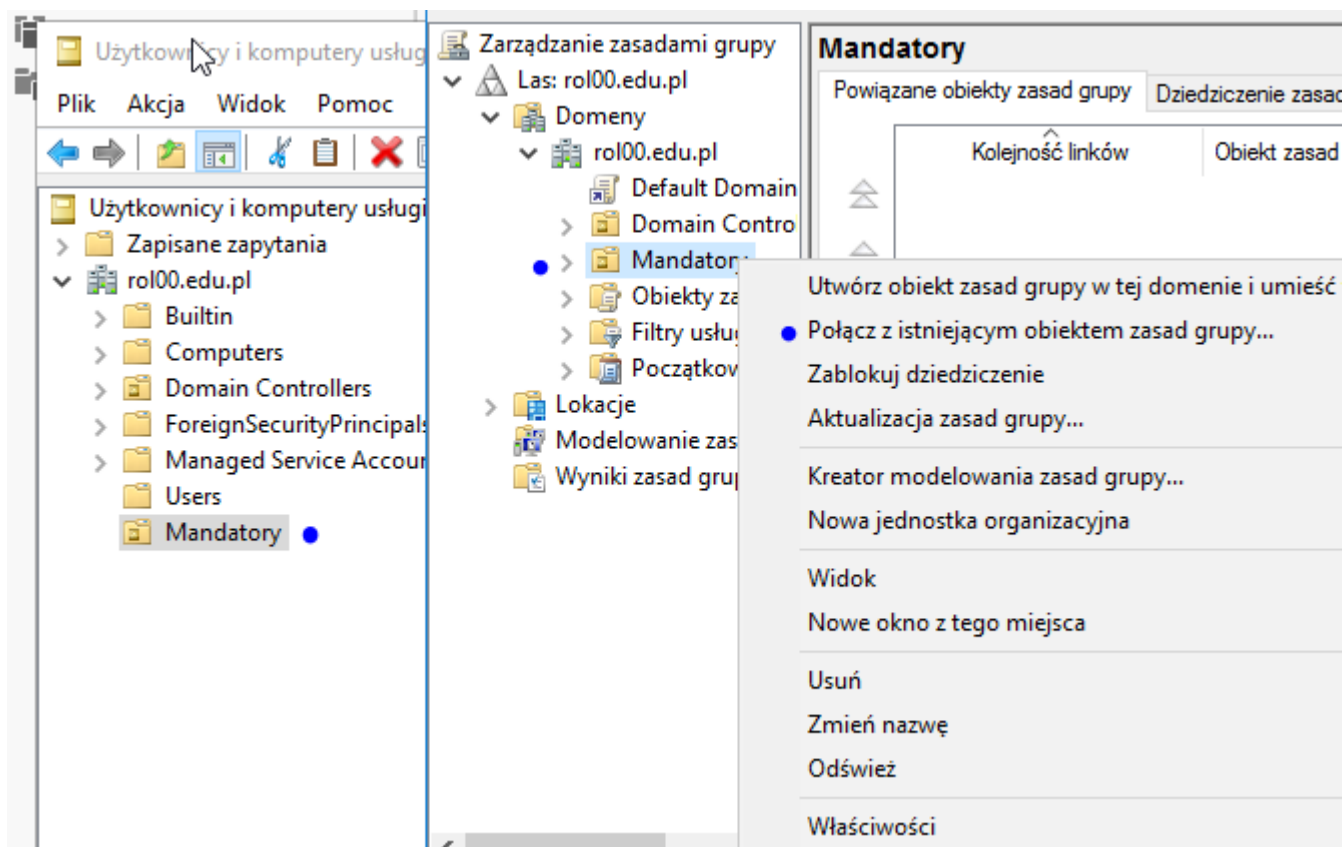 Użytkownicy i komputery usług
Plik Akcja Widok Pomoc
Użytkownicy i komputery usługi
Zapisane zapytania
rol00.edu.pl
Builtin
Computers
Domain Controllers
ForeignSecurityPrincipals
Managed Service Accour
Users
Mandatory
Zarządzanie zasadami grupy
Las: rol00.edu.pl
Domeny
rol00.edu.pl
Default Domain
Domain Contro
Mandatory
Obiekty za
Filtry usłu
Początkow
Lokacje
Modelowanie zas
Wyniki zasad gru
Mandatory
Powiązane obiekty zasad grupy Dziedziczenie zasad
Kolejność linków Obiekt zasad
Utwórz obiekt zasad grupy w tej domenie i umieść
Połącz z istniejącym obiektem zasad grupy...
Zablokuj dziedziczenie
Aktualizacja zasad grupy...
Kreator modelowania zasad grupy...
Nowa jednostka organizacyjna
Widok
Nowe okno z tego miejsca
Usuń
Zmień nazwę
Odśwież
Właściwości